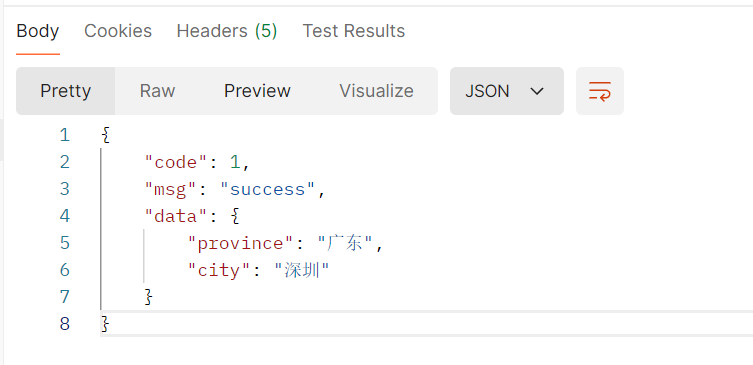 Body Cookies Headers (5) Test Results
Pretty Raw Preview Visualize JSON
1 {
2 "code": 1,
3 "msg": "success",
4 "data": {
5 "province": "广东",
6 "city": "深圳"
7 }
8 }